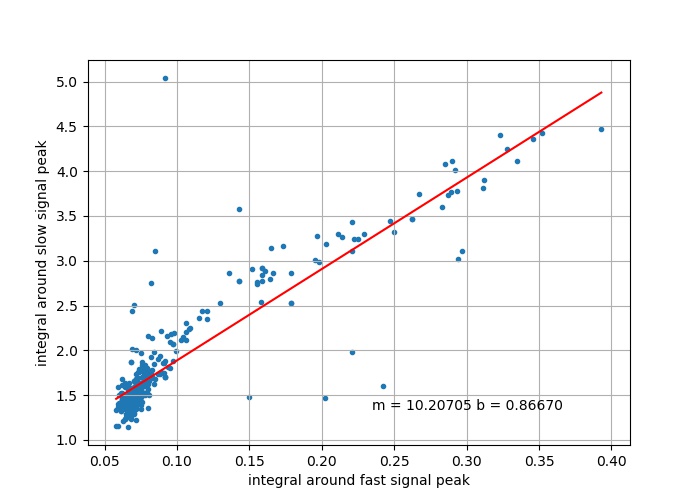 5.0
4.5
4.0
3.5
3.0
2.5
2.0
1.5
1.0
integral around slow signal peak
m = 10.20705 b = 0.86670
0.05 0.10 0.15 0.20 0.25 0.30 0.35 0.40
integral around fast signal peak